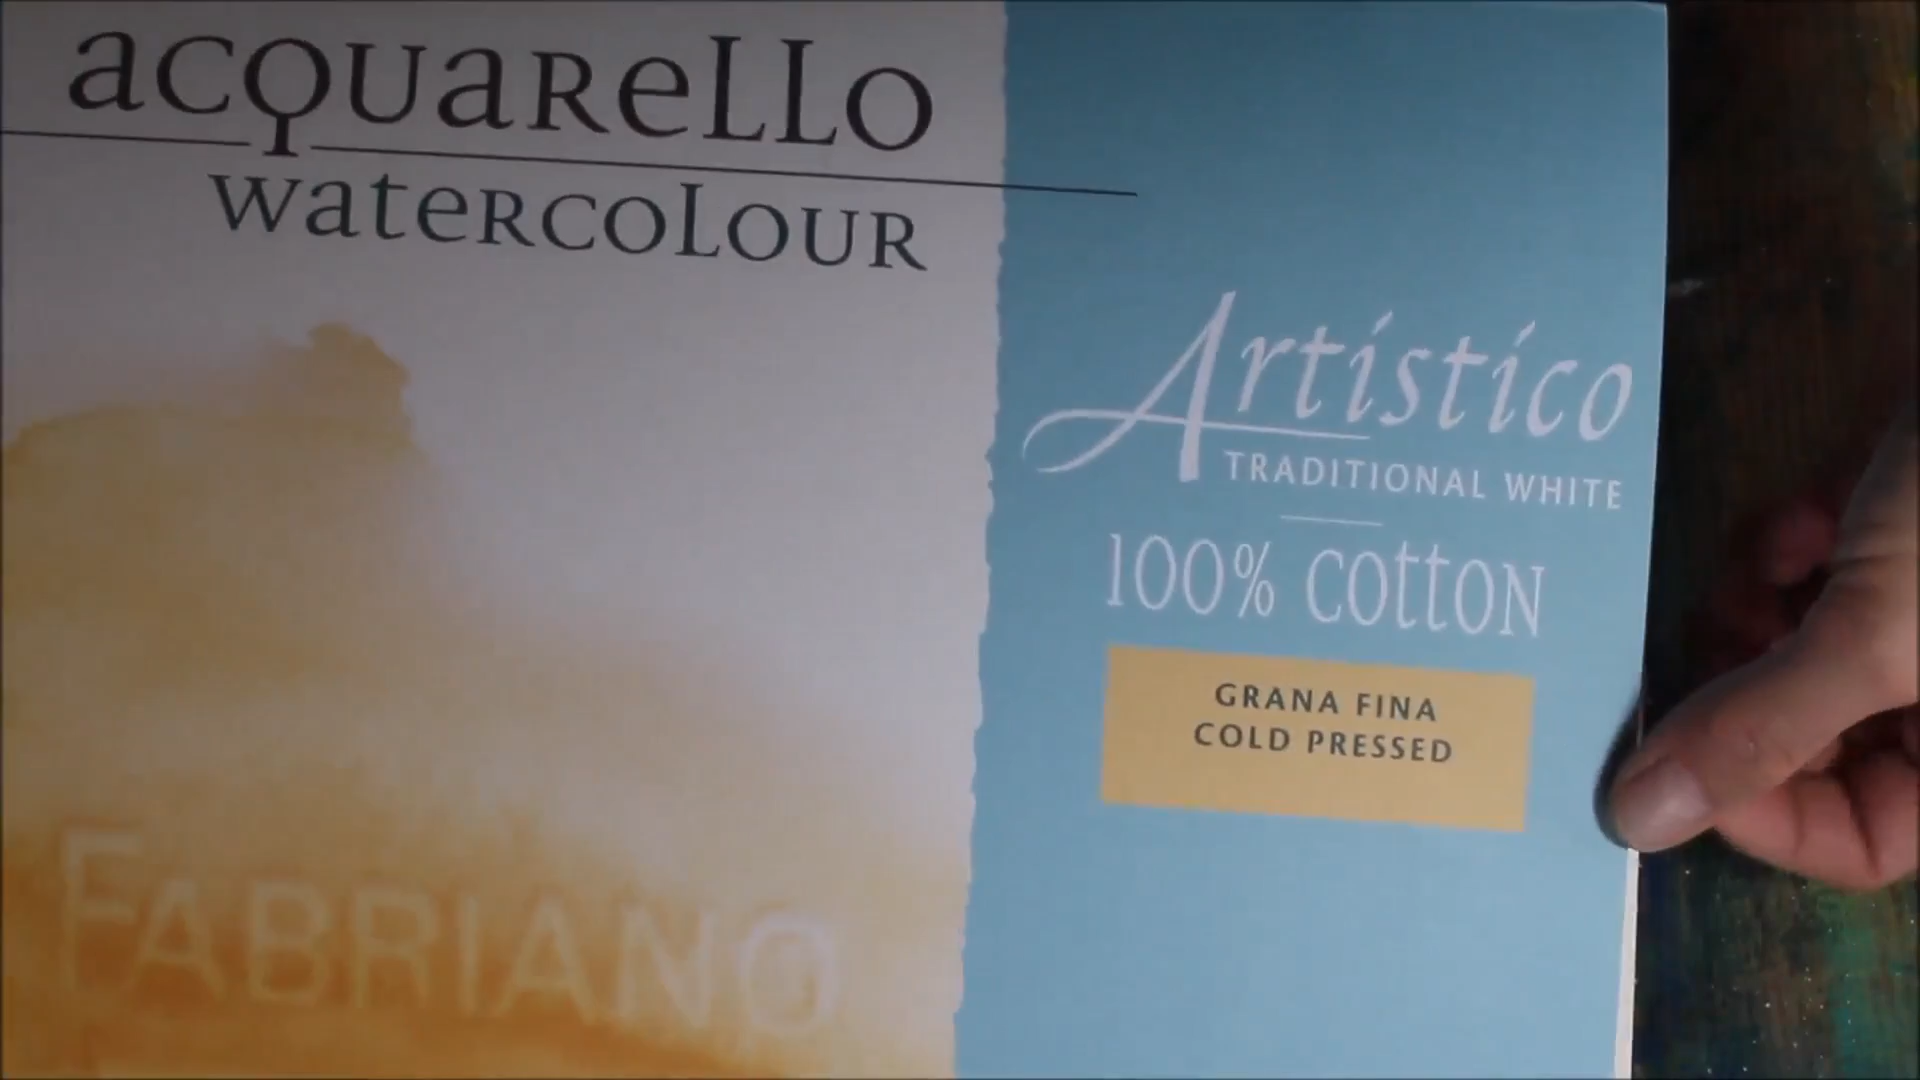 acquarello
watercolour
Artistico
TRADITIONAL WHITE
100% COTTON
GRANA FINA
COLD PRESSED
FABRIANO